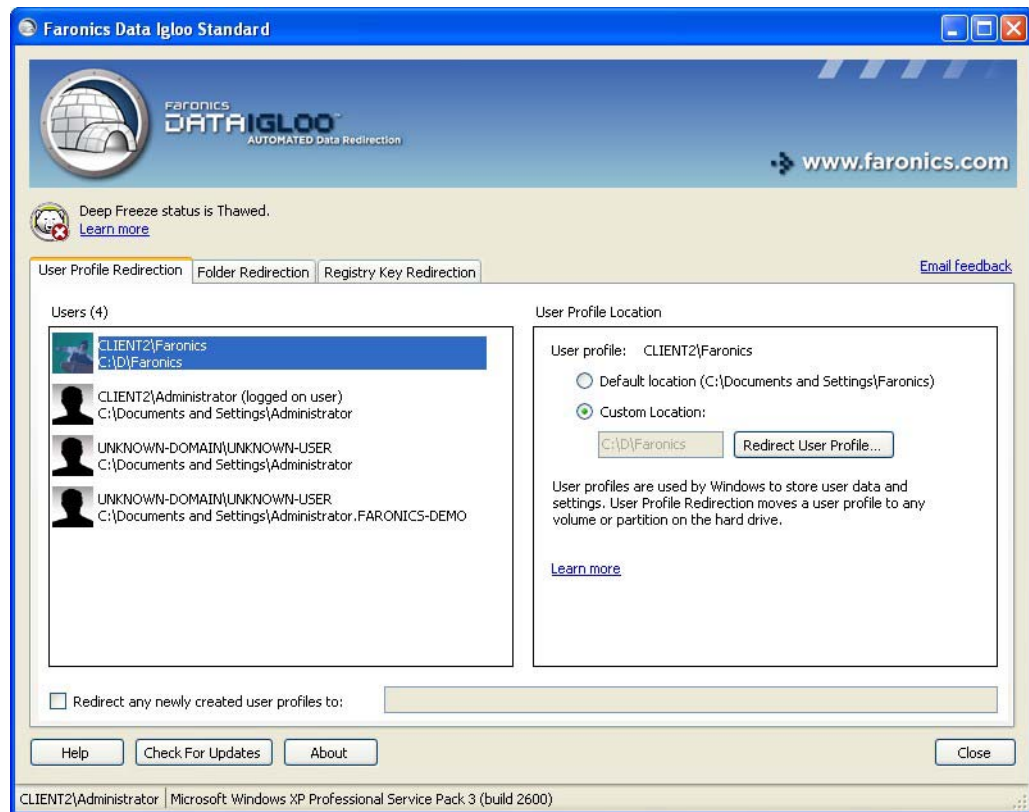 Faronics Data Igloo Standard
Faronics
DATAIGLOO™
AUTOMATED Data Redirection
www.faronics.com
Deep Freeze status is Thawed.
Learn more
User Profile Redirection
Folder Redirection
Registry Key Redirection
Email feedback
Users (4)
CLIENT2\Faronics
C:\D\Faronics
CLIENT2\Administrator (logged on user)
C:\Documents and Settings\Administrator
UNKNOWN-DOMAIN\UNKNOWN-USER
C:\Documents and Settings\Administrator
UNKNOWN-DOMAIN\UNKNOWN-USER
C:\Documents and Settings\Administrator.FARONICS-DEMO
User Profile Location
User profile: CLIENT2\Faronics
Default location (C:\Documents and Settings\Faronics)
Custom Location:
C:\D\Faronics
Redirect User Profile...
User profiles are used by Windows to store user data and
settings. User Profile Redirection moves a user profile to any
volume or partition on the hard drive.
Learn more
Redirect any newly created user profiles to:
Help
Check For Updates
About
Close
CLIENT2\Administrator
Microsoft Windows XP Professional Service Pack 3 (build 2600)